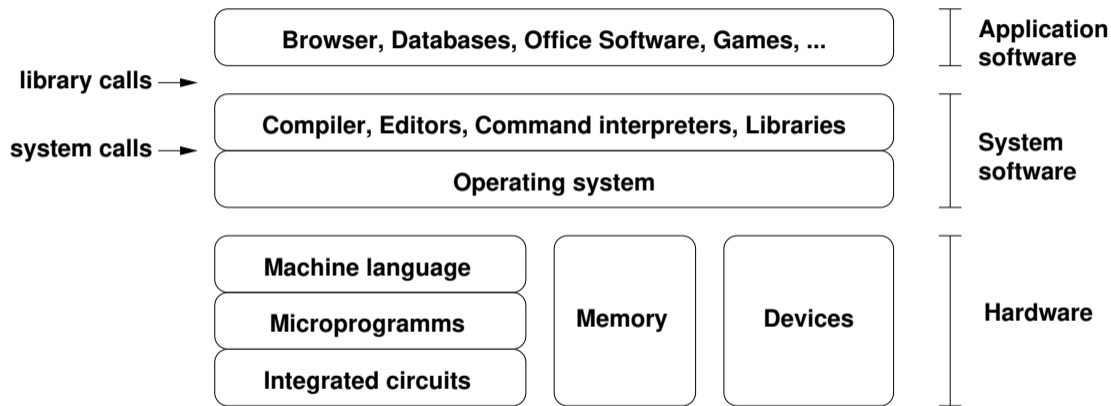 Browser, Databases, Office Software, Games, ...
Application
software
library calls
Compiler, Editors, Command interpreters, Libraries
system calls
Operating system
System
software
Machine language
Microprogramms
Integrated circuits
Memory
Devices
Hardware